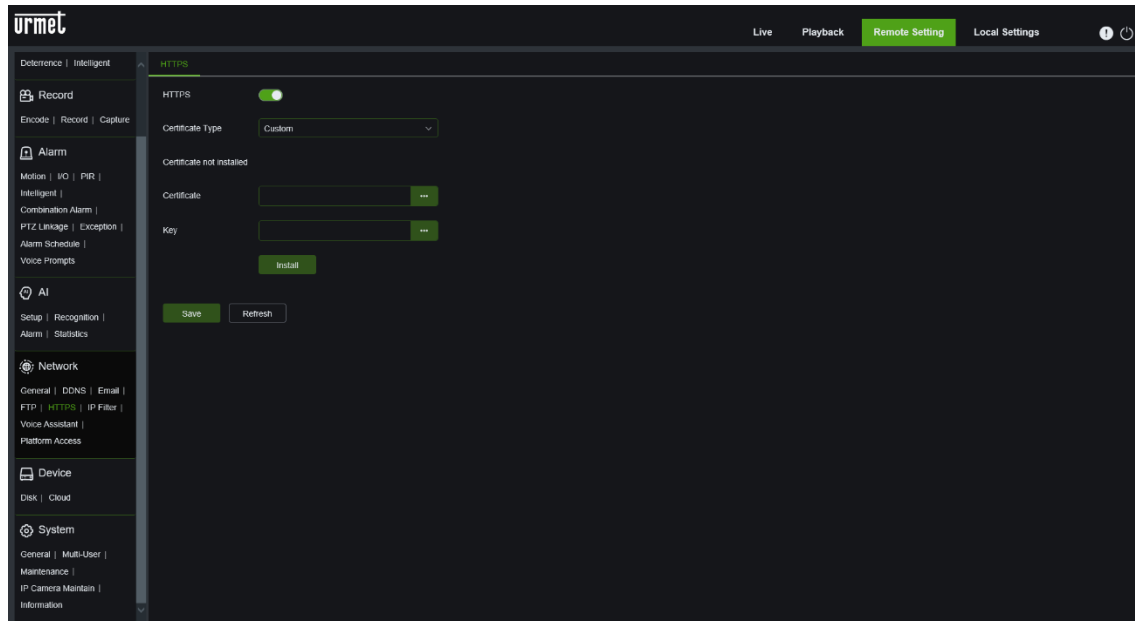 urmet
Live Playback Remote Setting Local Settings
Deterrence | Intelligent
Record
Encode | Record | Capture
Alarm
Motion | I/O | PIR |
Intelligent |
Combination Alarm |
PTZ Linkage | Exception |
Alarm Schedule |
Voice Prompts
AI
Setup | Recognition |
Alarm | Statistics
Network
General | DDNS | Email |
FTP | HTTPS | IP Filter |
Voice Assistant |
Platform Access
Device
Disk | Cloud
System
General | Multi-User |
Maintenance |
IP Camera Maintain |
Information
HTTPS
HTTPS
Certificate Type Custom
Certificate not installed
Certificate ...
Key ...
Install
Save Refresh